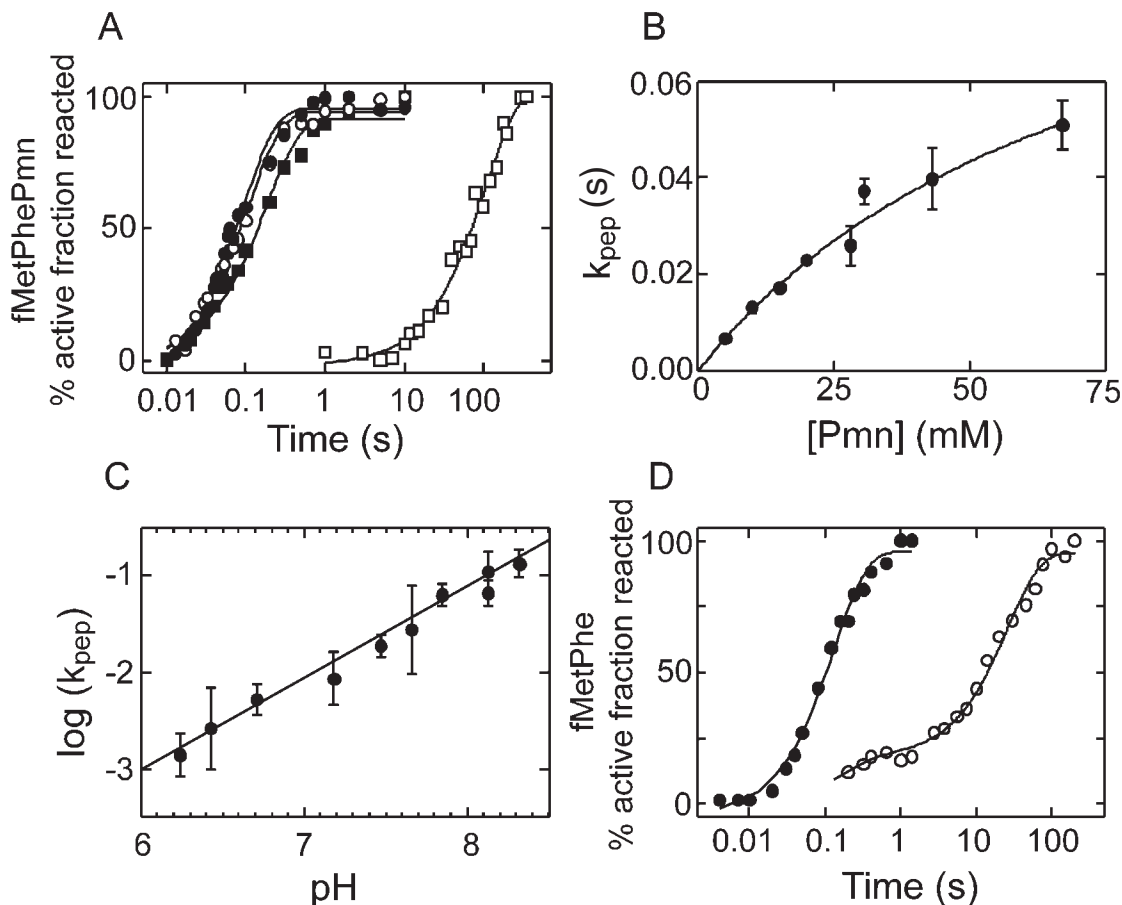 A
fMetPhePmn
% active fraction reacted
100
50
0
0.01 0.1 1 10 100
Time (s)
B
kpep (s)
0.06
0.04
0.02
0.00
0 25 50 75
[Pmn] (mM)
C
log (kpep)
-1
-2
-3
6 7 8
pH
D
fMetPhe
% active fraction reacted
100
50
0
0.01 0.1 1 10 100
Time (s)